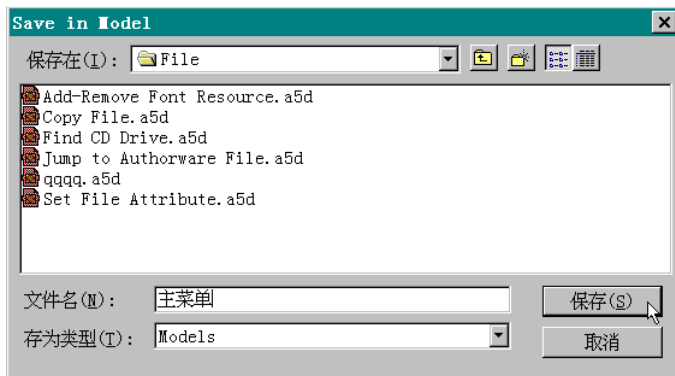 Save in Model
保存在(I): File
Add-Remove Font Resource.a5d
Copy File.a5d
Find CD Drive.a5d
Jump to Authorware File.a5d
qqqq.a5d
Set File Attribute.a5d
文件名(N): 主菜单 保存(S)
存为类型(T): Models 取消